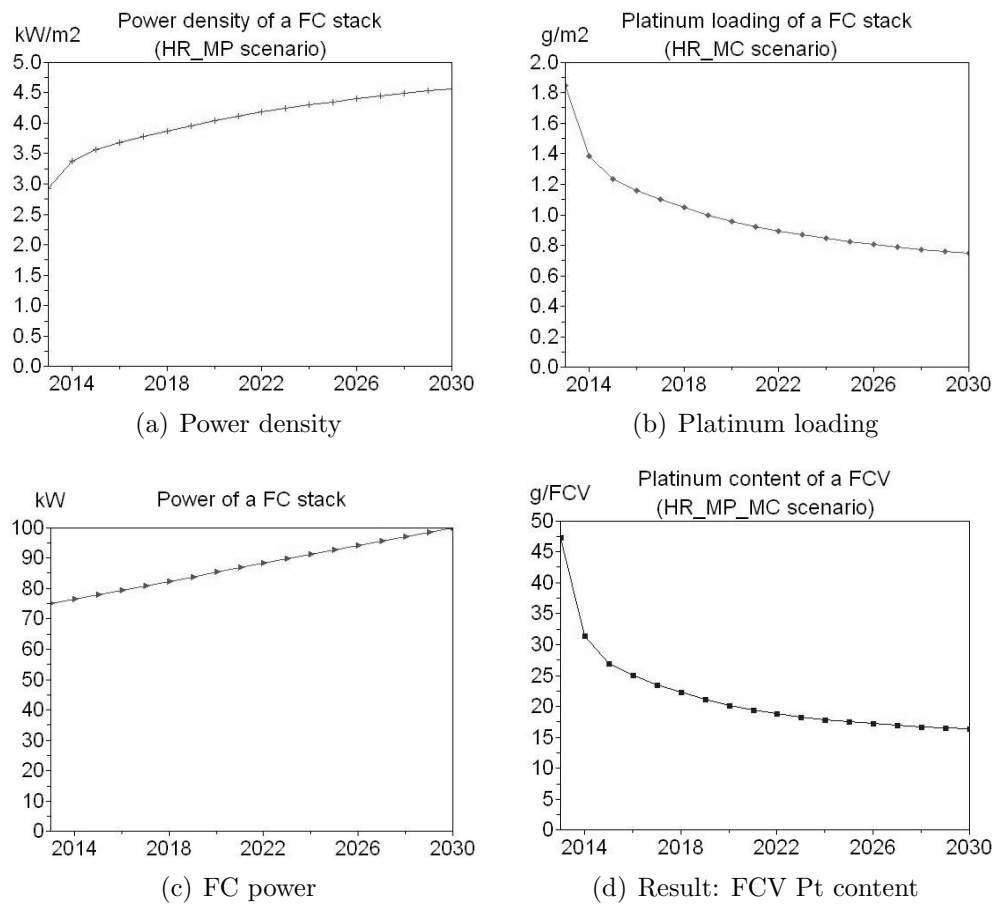 Power density of a FC stack
kW/m2
(HR_MP scenario)
5.0
4.5
4.0
3.5
3.0
2.5
2.0
1.5
1.0
0.5
0.0
2014 2018 2022 2026 2030
(a) Power density
Platinum loading of a FC stack
g/m2
(HR_MC scenario)
2.0
1.8
1.6
1.4
1.2
1.0
0.8
0.6
0.4
0.2
0.0
2014 2018 2022 2026 2030
(b) Platinum loading
kW
Power of a FC stack
100
90
80
70
60
50
40
30
20
10
0
2014 2018 2022 2026 2030
(c) FC power
Platinum content of a FCV
g/FCV
(HR_MP_MC scenario)
50
45
40
35
30
25
20
15
10
5
0
2014 2018 2022 2026 2030
(d) Result: FCV Pt content